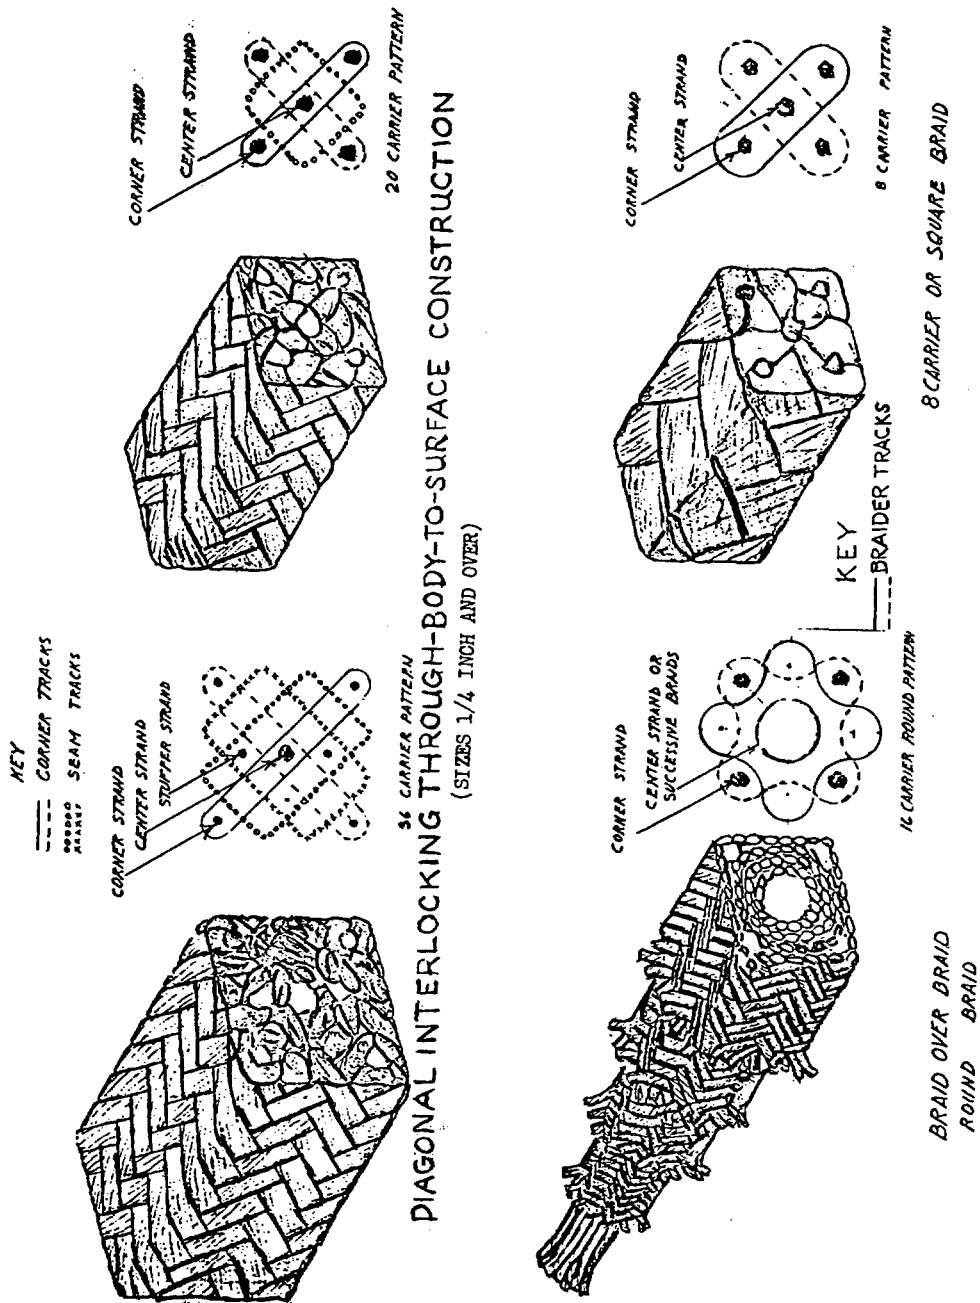 KEY
CORNER TRACKS
SEAM TRACKS
CORNER STRAND
CENTER STRAND
STUFFER STRAND
36 CARRIER PATTERN
CORNER STRAND
CENTER STRAND
20 CARRIER PATTERN
DIAGONAL INTERLOCKING THROUGH-BODY-TO-SURFACE CONSTRUCTION
(SIZES 1/4 INCH AND OVER)
CORNER STRAND
CENTER STRAND OR
SUCCESSIVE BRAIDS
16 CARRIER ROUND PATTERN
BRAID OVER BRAID
ROUND BRAID
KEY
BRAIDER TRACKS
CORNER STRAND
CENTER STRAND
8 CARRIER PATTERN
8 CARRIER OR SQUARE BRAID